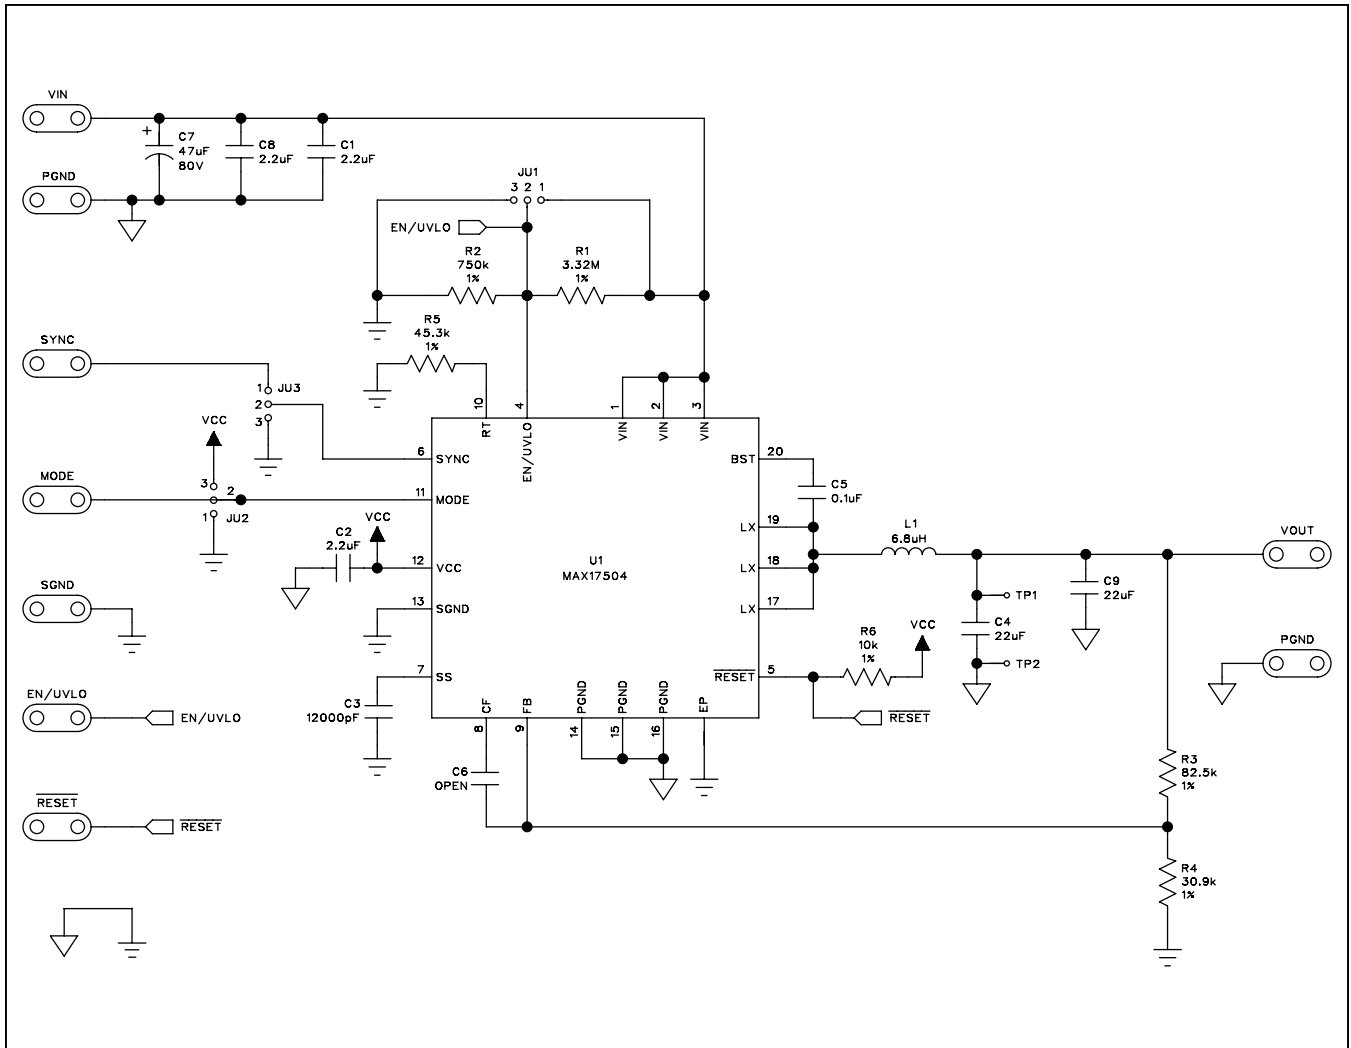 VIN
+
C7
47uF
80V
C8
2.2uF
C1
2.2uF
PGND
JU1
3 2 1
EN/UVLO
R2
750k
1%
R1
3.32M
1%
R5
45.3k
1%
SYNC
1
2
3
JU3
VCC
10
4
1
2
3
RT
EN/UVLO
VIN
VIN
VIN
6
SYNC
MODE
3
2
1
JU2
11
MODE
BST
20
C5
0.1uF
LX
19
C2
2.2uF
VCC
12
VCC
U1
MAX17504
LX
18
L1
6.8uH
VOUT
SGND
13
SGND
LX
17
TP1
C4
22uF
TP2
C9
22uF
R6
10k
1%
VCC
PGND
7
SS
RESET
5
RESET
EN/UVLO
EN/UVLO
C3
12000pF
CF
FB
PGND
PGND
PGND
EP
8
9
14
15
16
C6
OPEN
R3
82.5k
1%
RESET
RESET
R4
30.9k
1%